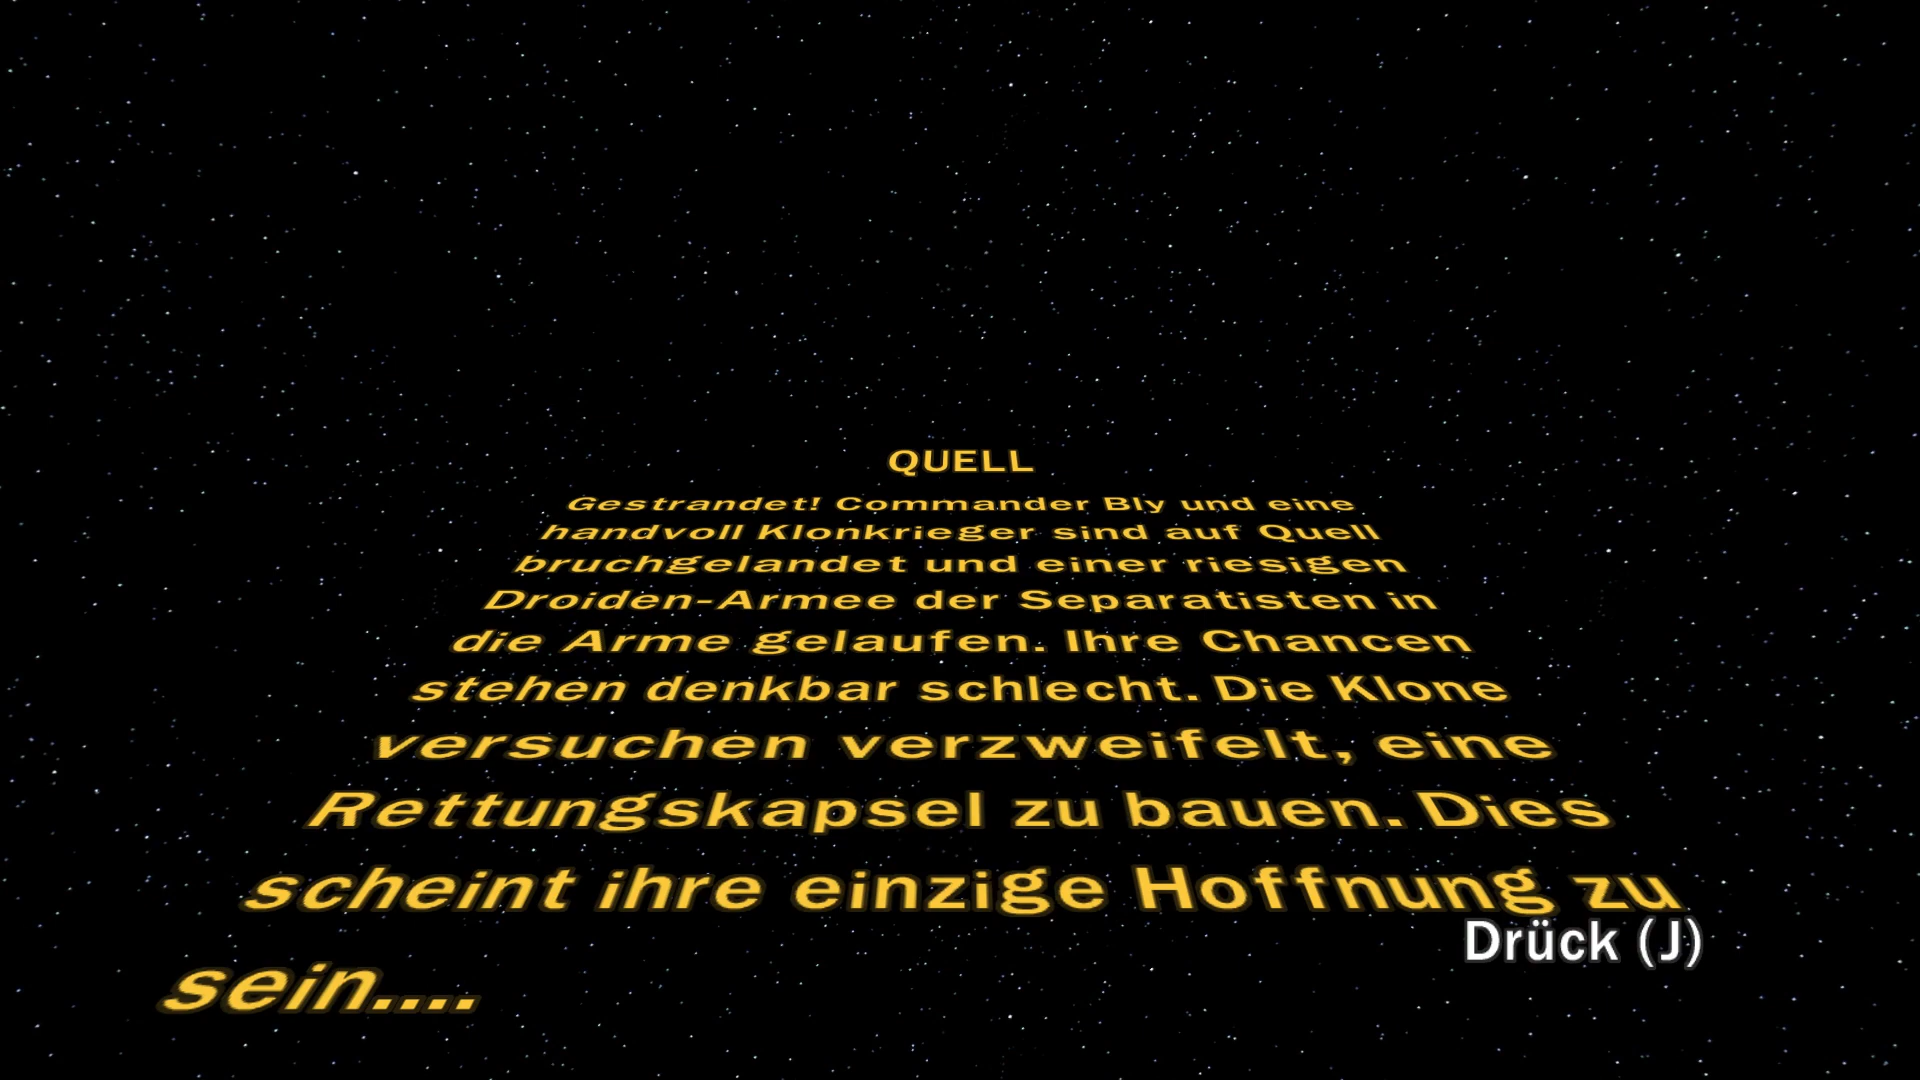 QUELL
Gestrandet! Commander Bly und eine
handvoll Klonkrieger sind auf Quell
bruchgelandet und einer riesigen
Droiden-Armee der Separatisten in
die Arme gelaufen. Ihre Chancen
stehen denkbar schlecht. Die Klone
versuchen verzweifelt, eine
Rettungskapsel zu bauen. Dies
scheint ihre einzige Hoffnung zu
sein....
Drück (J)